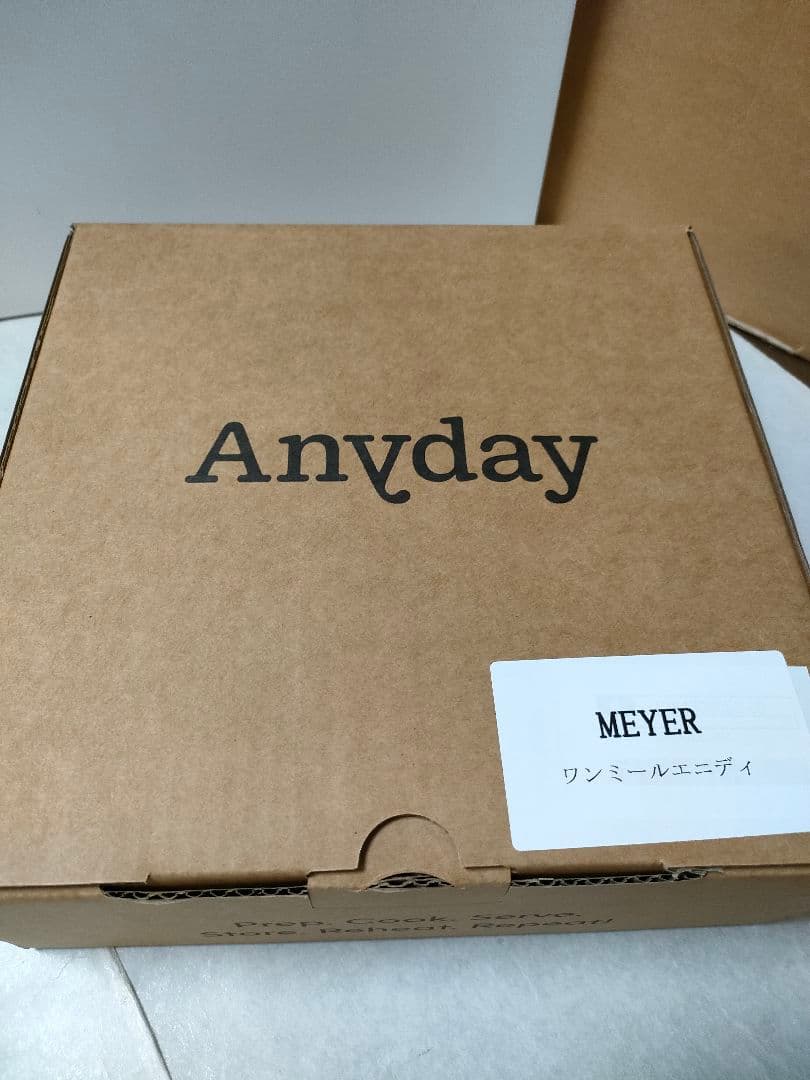 Anyday
MEYER
ワンミールエニディ
Prep. Cook. Serve.
Store. Reheat. Repeat!